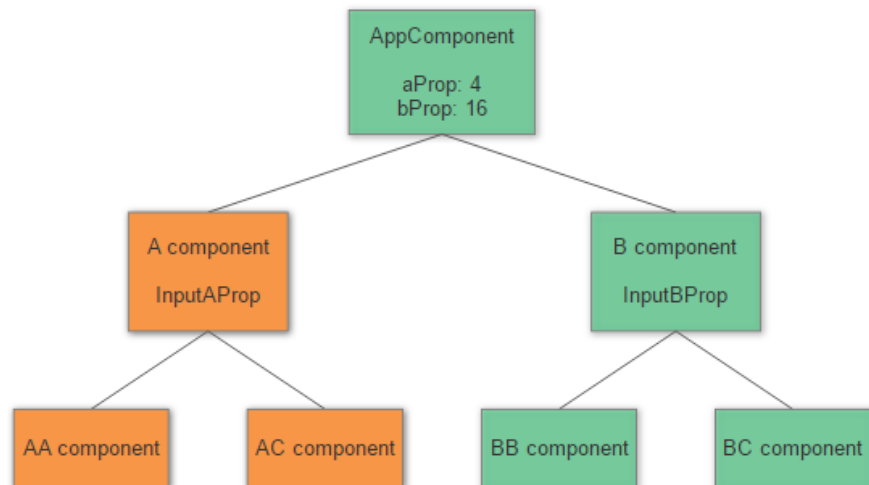 AppComponent
aProp: 4
bProp: 16
A component
InputAProp
B component
InputBProp
AA component
AC component
BB component
BC component